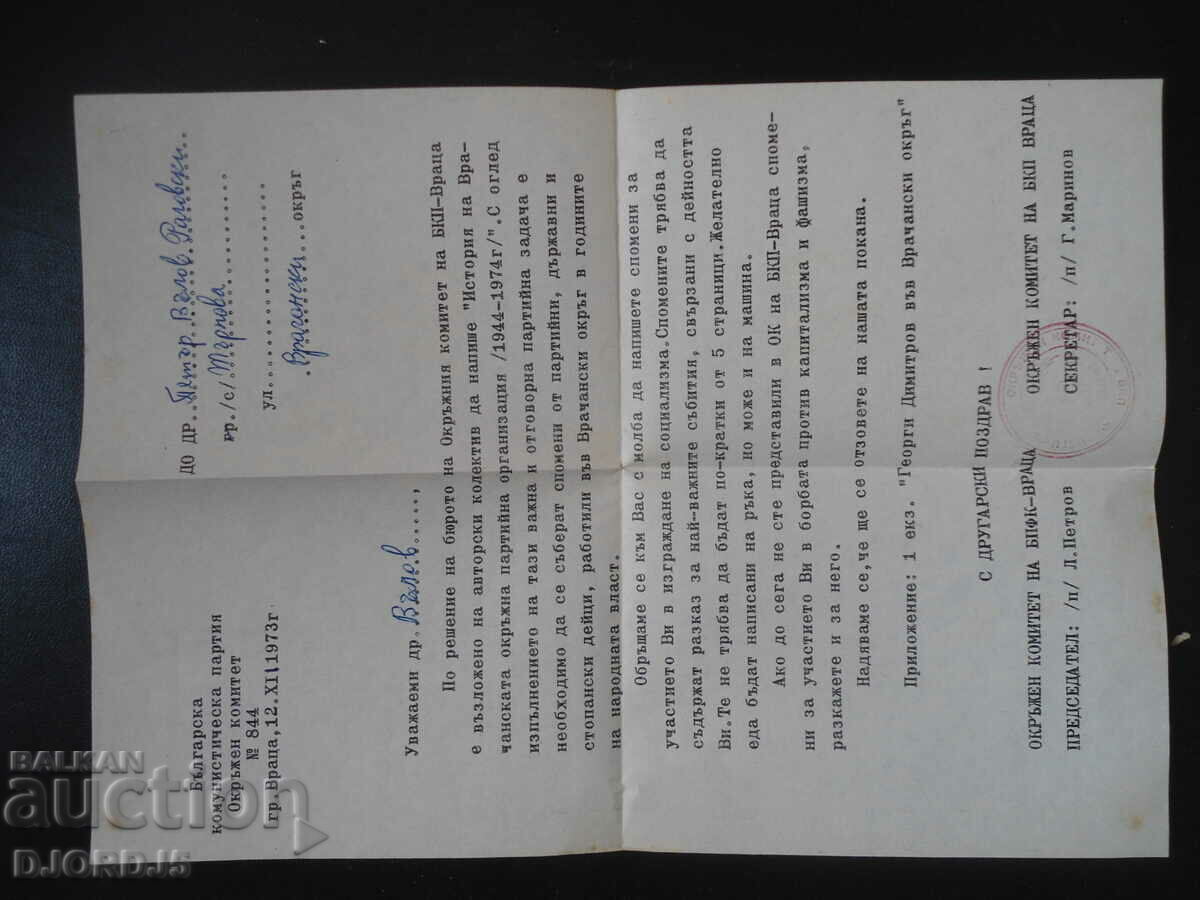 Българска
комунистическа партия
Окръжен комитет
№ 844
гр.Враца,12.XII1973г.
ДО ДР..Петър Вълов Раловски..
гр./с/Търнава..........
ул...................
.Врачански...окръг
Уважаеми др.Вълов.....,
По решение на бюрото на Окръжния комитет на БКП-Враца
е възложено на авторски колектив да напише "История на Вра-
чанската окръжна партийна организация /1944-1974г/".С оглед
изпълнението на тази важна и отговорна партийна задача е
необходимо да се съберат спомени от партийни, държавни и
стопански дейци, работили във Врачански окръг в годините
на народната власт.
Обръщаме се към Вас с молба да напишете спомени за
участието Ви в изграждане на социализма.Спомените трябва да
съдържат разказ за най-важните събития, свързани с дейността
Ви.Те не трябва да бъдат по-кратки от 5 страници.Желателно
еда бъдат написани на ръка, но може и на машина.
Ако до сега не сте представили в ОК на БКП-Враца споме-
ни за участието Ви в борбата против капитализма и фашизма,
разкажете и за него.
Надяваме се,че ще се отзовете на нашата покана.
Приложение: 1 екз. "Георги Димитров във Врачански окръг"
С ДРУГАРСКИ ПОЗДРАВ !
ОКРЪЖЕН КОМИТЕТ НА БПФК-ВРАЦА ОКРЪЖЕН КОМИТЕТ НА БКП ВРАЦА
ПРЕДСЕДАТЕЛ: /п/ Л.Петров СЕКРЕТАР: /п/ Г.Маринов
BALKAN
auction
DJORDJ5